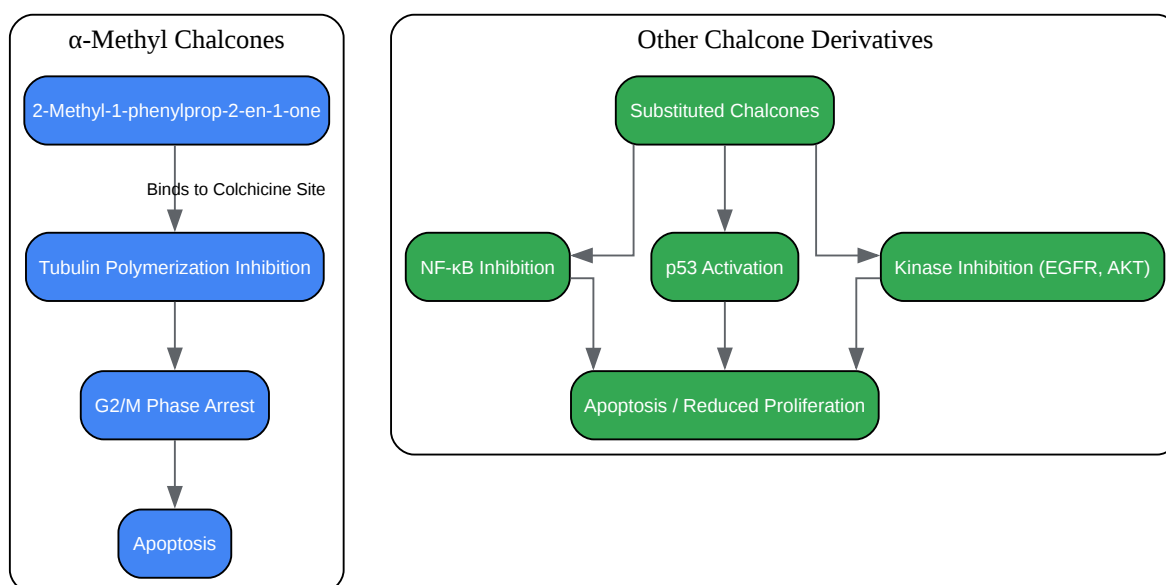 α-Methyl Chalcones
2-Methyl-1-phenylprop-2-en-1-one
Binds to Colchicine Site
Tubulin Polymerization Inhibition
G2/M Phase Arrest
Apoptosis
Other Chalcone Derivatives
Substituted Chalcones
NF-κB Inhibition
p53 Activation
Kinase Inhibition (EGFR, AKT)
Apoptosis / Reduced Proliferation